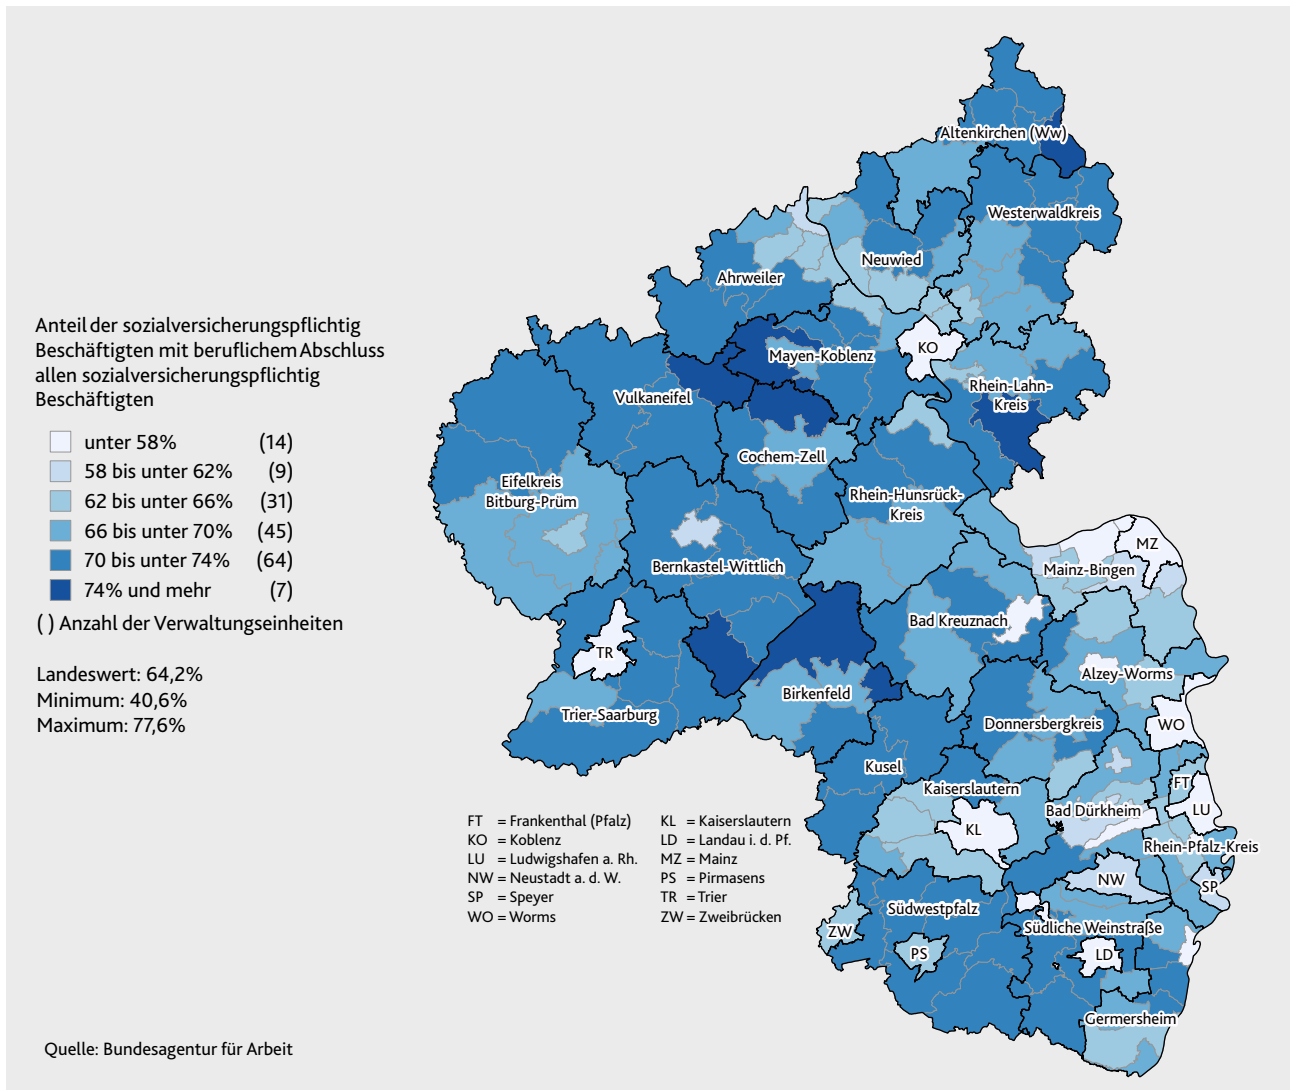 Anteil der sozialversicherungspflichtig
Beschäftigten mit beruflichem Abschluss
allen sozialversicherungspflichtig
Beschäftigten
unter 58% (14)
58 bis unter 62% (9)
62 bis unter 66% (31)
66 bis unter 70% (45)
70 bis unter 74% (64)
74% und mehr (7)
( ) Anzahl der Verwaltungseinheiten
Landeswert: 64,2%
Minimum: 40,6%
Maximum: 77,6%
Altenkirchen (Ww)
Westerwaldkreis
Neuwied
Ahrweiler
KO
Mayen-Koblenz
Rhein-Lahn-
Kreis
Vulkaneifel
Cochem-Zell
Eifelkreis
Bitburg-Prüm
Rhein-Hunsrück-
Kreis
MZ
Mainz-Bingen
Bernkastel-Wittlich
Bad Kreuznach
TR
Alzey-Worms
Birkenfeld
Trier-Saarburg
Donnersbergkreis
WO
Kusel
Kaiserslautern
FT
Bad Dürkheim
LU
KL
Rhein-Pfalz-Kreis
NW
SP
Südwestpfalz
Südliche Weinstraße
ZW
PS
LD
Germersheim
FT = Frankenthal (Pfalz)
KO = Koblenz
LU = Ludwigshafen a. Rh.
NW = Neustadt a. d. W.
SP = Speyer
WO = Worms
KL = Kaiserslautern
LD = Landau i. d. Pf.
MZ = Mainz
PS = Pirmasens
TR = Trier
ZW = Zweibrücken
Quelle: Bundesagentur für Arbeit